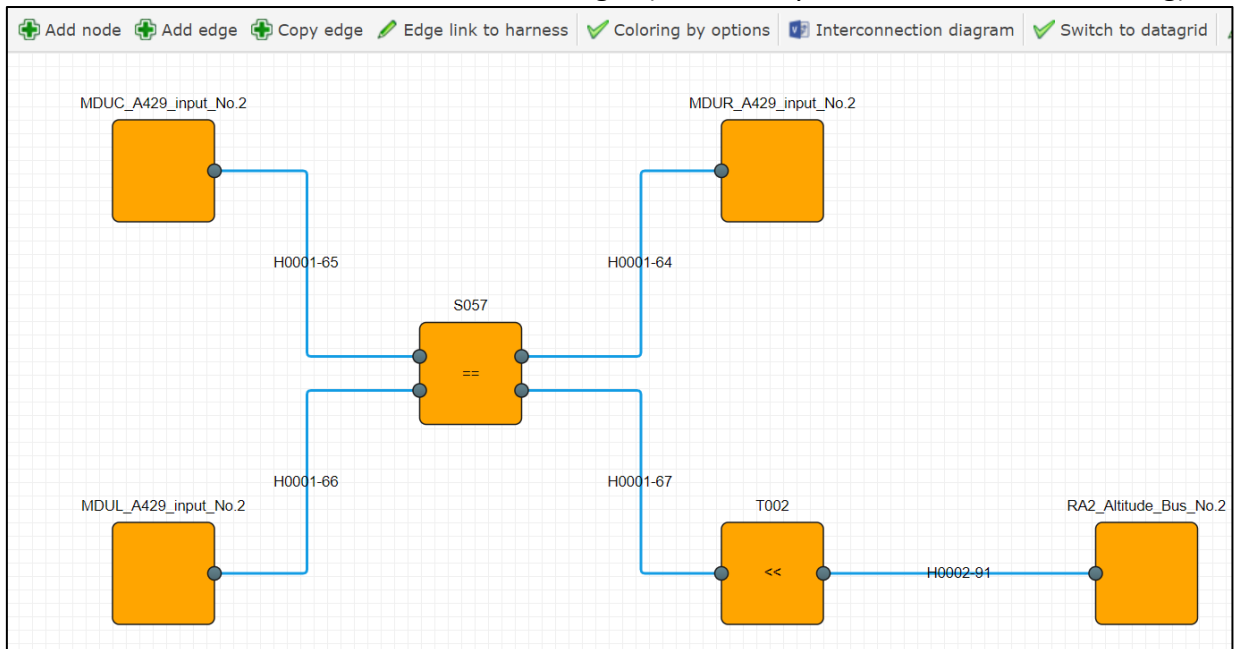 Add node Add edge Copy edge Edge link to harness Coloring by options Interconnection diagram Switch to datagrid
MDUC_A429_input_No.2 MDUR_A429_input_No.2
H0001-65 H0001-64
S057
==
H0001-66 H0001-67
MDUL_A429_input_No.2 T002 RA2_Altitude_Bus_No.2
<< H0002-91